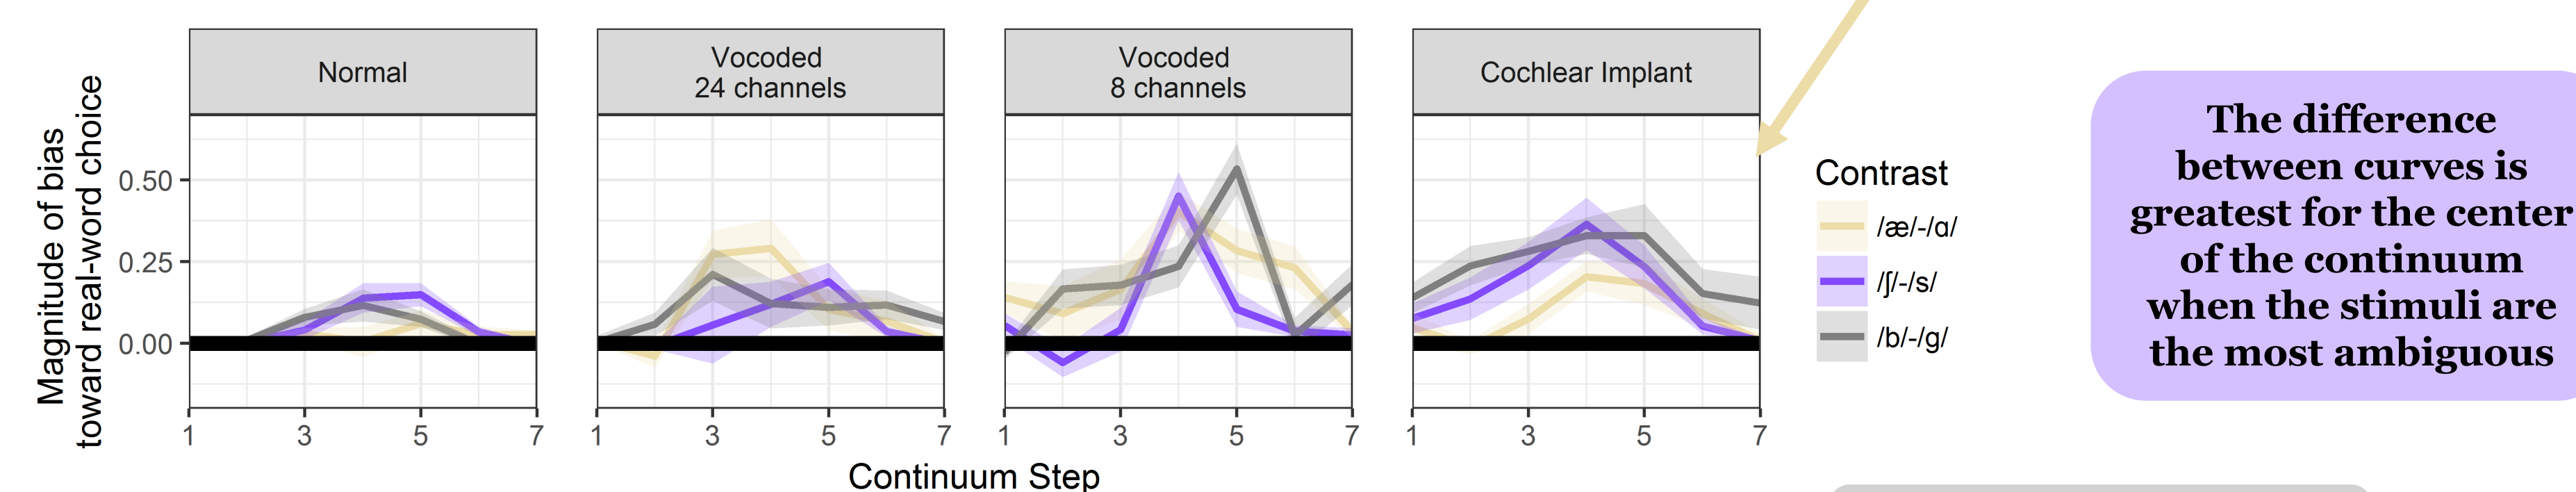 Normal
Vocoded
24 channels
Vocoded
8 channels
Cochlear Implant
Magnitude of bias
toward real-word choice
0.50
0.25
0.00
1 3 5 7
1 3 5 7
1 3 5 7
1 3 5 7
Continuum Step
Contrast
/æ/-/ɑ/
/ʃ/-/s/
/b/-/g/
The difference
between curves is
greatest for the center
of the continuum
when the stimuli are
the most ambiguous